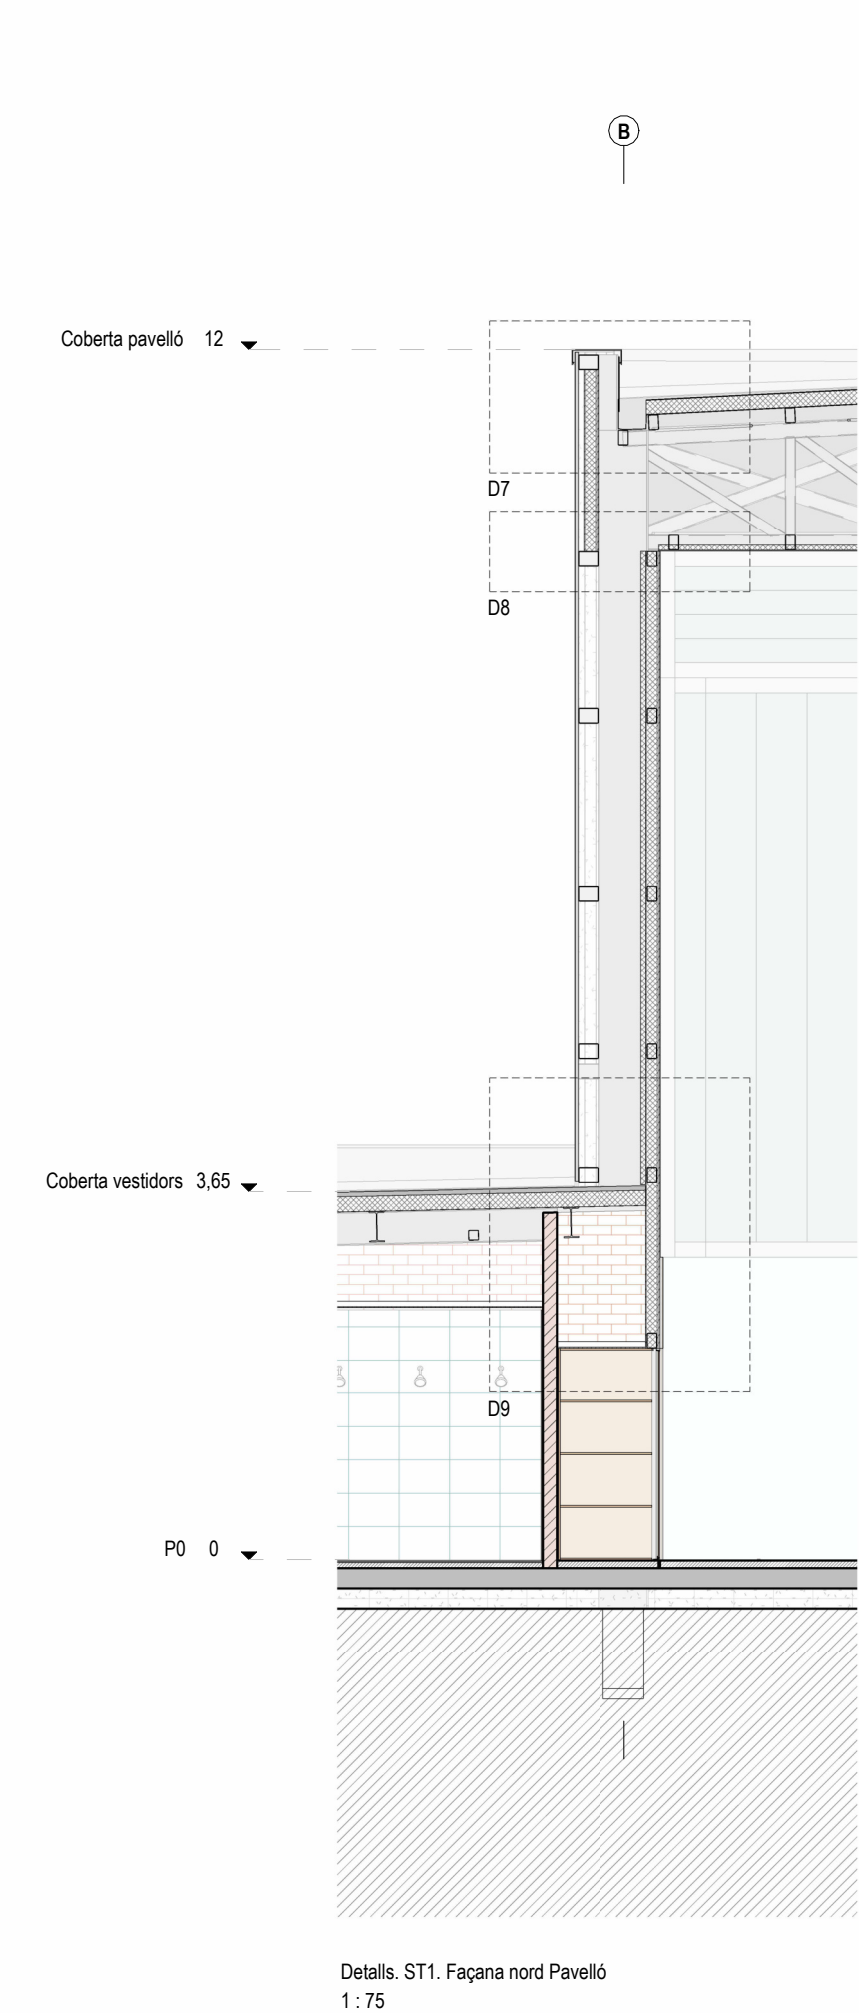 B
Coberta pavelló 12
D7
D8
Coberta vestidors 3,65
D9
P0 0
Detalls. ST1. Façana nord Pavelló
1 : 75